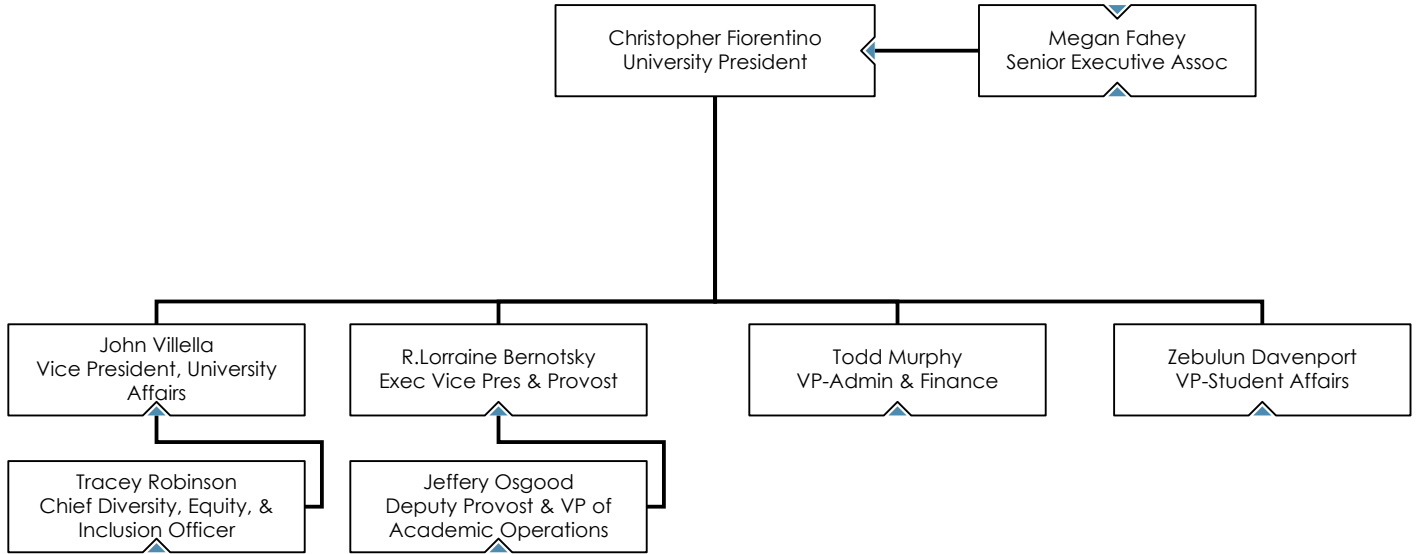 Christopher Fiorentino
University President
Megan Fahey
Senior Executive Assoc
John Villella
Vice President, University
Affairs
R.Lorraine Bernotsky
Exec Vice Pres & Provost
Todd Murphy
VP-Admin & Finance
Zebulun Davenport
VP-Student Affairs
Tracey Robinson
Chief Diversity, Equity, &
Inclusion Officer
Jeffery Osgood
Deputy Provost & VP of
Academic Operations